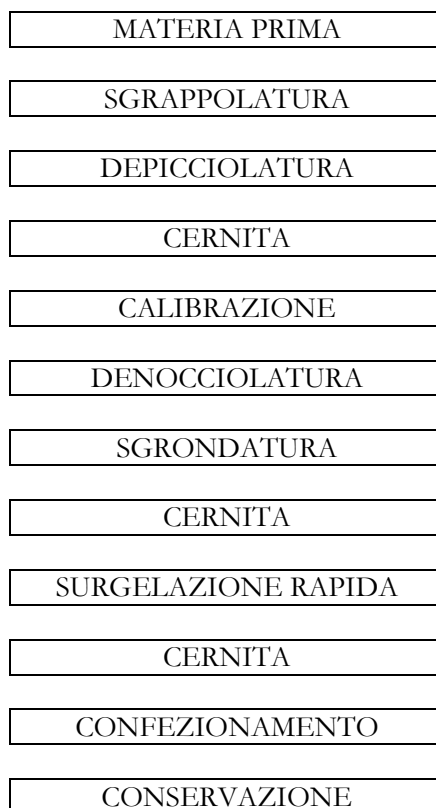 MATERIA PRIMA
SGRAPPOLATURA
DEPICCIOLATURA
CERNITA
CALIBRAZIONE
DENOCCIOLATURA
SGRONDATURA
CERNITA
SURGELAZIONE RAPIDA
CERNITA
CONFEZIONAMENTO
CONSERVAZIONE